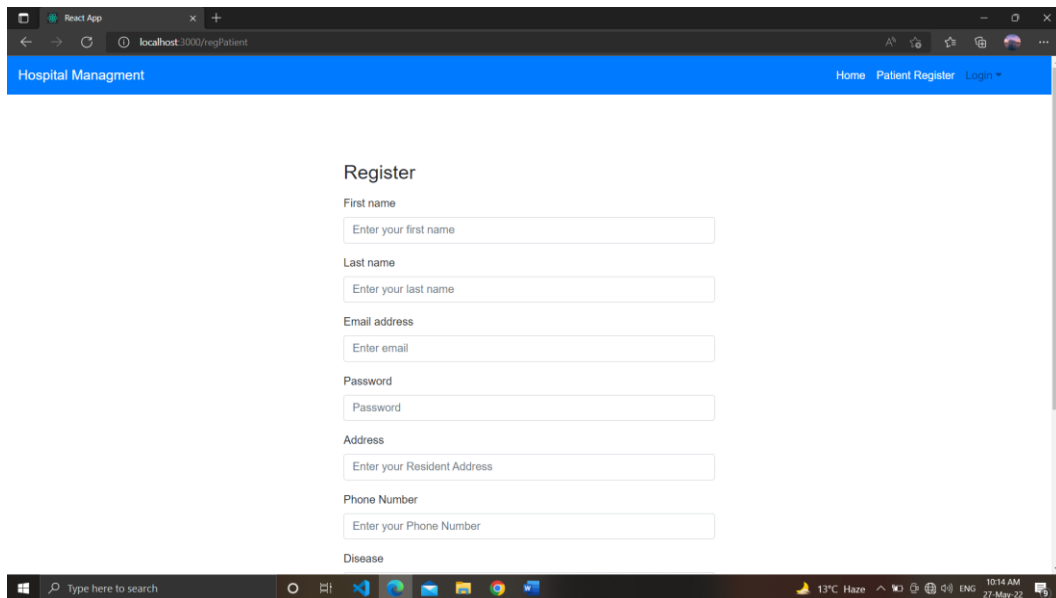 React App
localhost:3000/regPatient
Hospital Managment
Home Patient Register Login
Register
First name
Enter your first name
Last name
Enter your last name
Email address
Enter email
Password
Password
Address
Enter your Resident Address
Phone Number
Enter your Phone Number
Disease
Type here to search
13°C Haze
ENG
10:14 AM
27-May-22